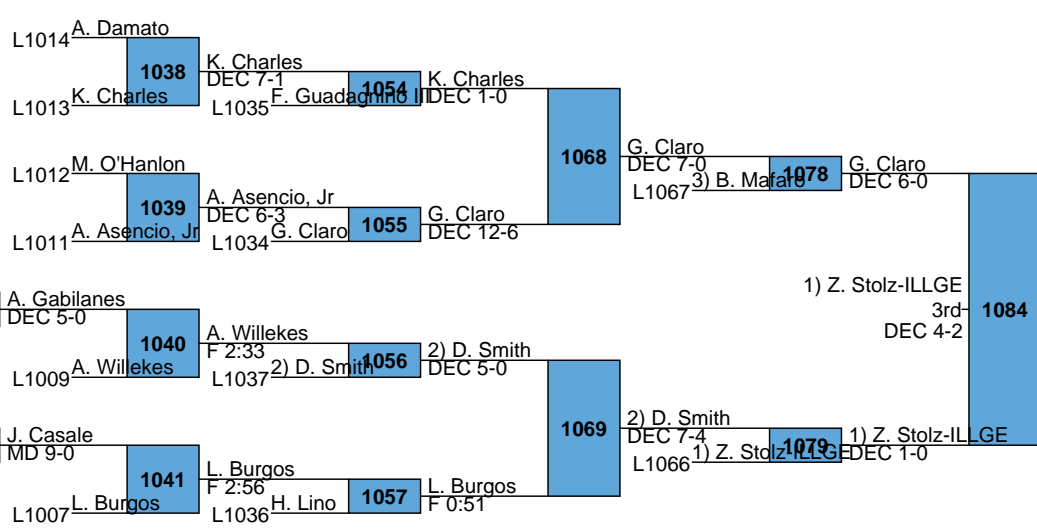 A. Damato
L1014
1038
K. Charles
DEC 7-1
K. Charles
L1013
1054
F. Guadagnino III
L1035
K. Charles
DEC 1-0
M. O'Hanlon
L1012
1039
A. Asencio, Jr
DEC 6-3
A. Asencio, Jr
L1011
1055
G. Claro
L1034
G. Claro
DEC 12-6
1068
G. Claro
DEC 7-0
1078
3) B. Mafaro
L1067
G. Claro
DEC 6-0
A. Gabilanes
DEC 5-0
1040
A. Willekes
F 2:33
A. Willekes
L1009
1056
2) D. Smith
L1037
2) D. Smith
DEC 5-0
J. Casale
MD 9-0
1041
L. Burgos
F 2:56
L. Burgos
L1007
1057
H. Lino
L1036
L. Burgos
F 0:51
1069
2) D. Smith
DEC 7-4
1079
1) Z. Stolz-ILLGE
L1066
1) Z. Stolz-ILLGE
DEC 1-0
1) Z. Stolz-ILLGE
3rd
DEC 4-2
1084